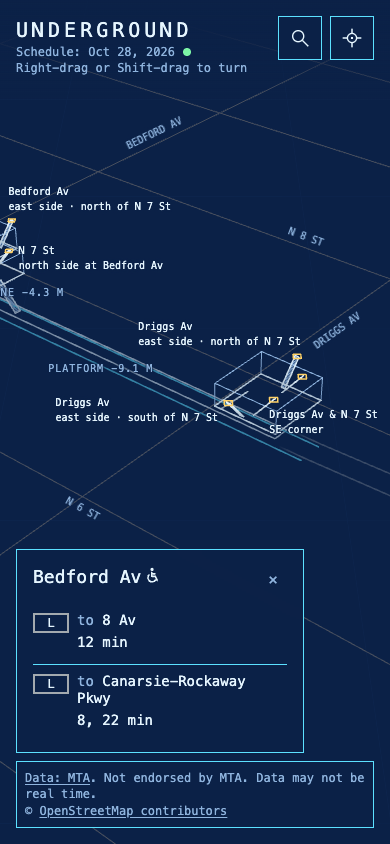 UNDERGROUND
Schedule: Oct 28, 2026
Right-drag or Shift-drag to turn
BEDFORD AV
Bedford Av
east side · north of N 7 St
N 8 ST
N 7 St
north side at Bedford Av
NE −4.3 M
DRIGGS AV
Driggs Av
east side · north of N 7 St
PLATFORM −9.1 M
Driggs Av
east side · south of N 7 St
Driggs Av & N 7 St
SE corner
N 6 ST
Bedford Av
×
L to 8 Av
12 min
L to Canarsie–Rockaway
Pkwy
8, 22 min
Data: MTA. Not endorsed by MTA. Data may not be
real time.
© OpenStreetMap contributors